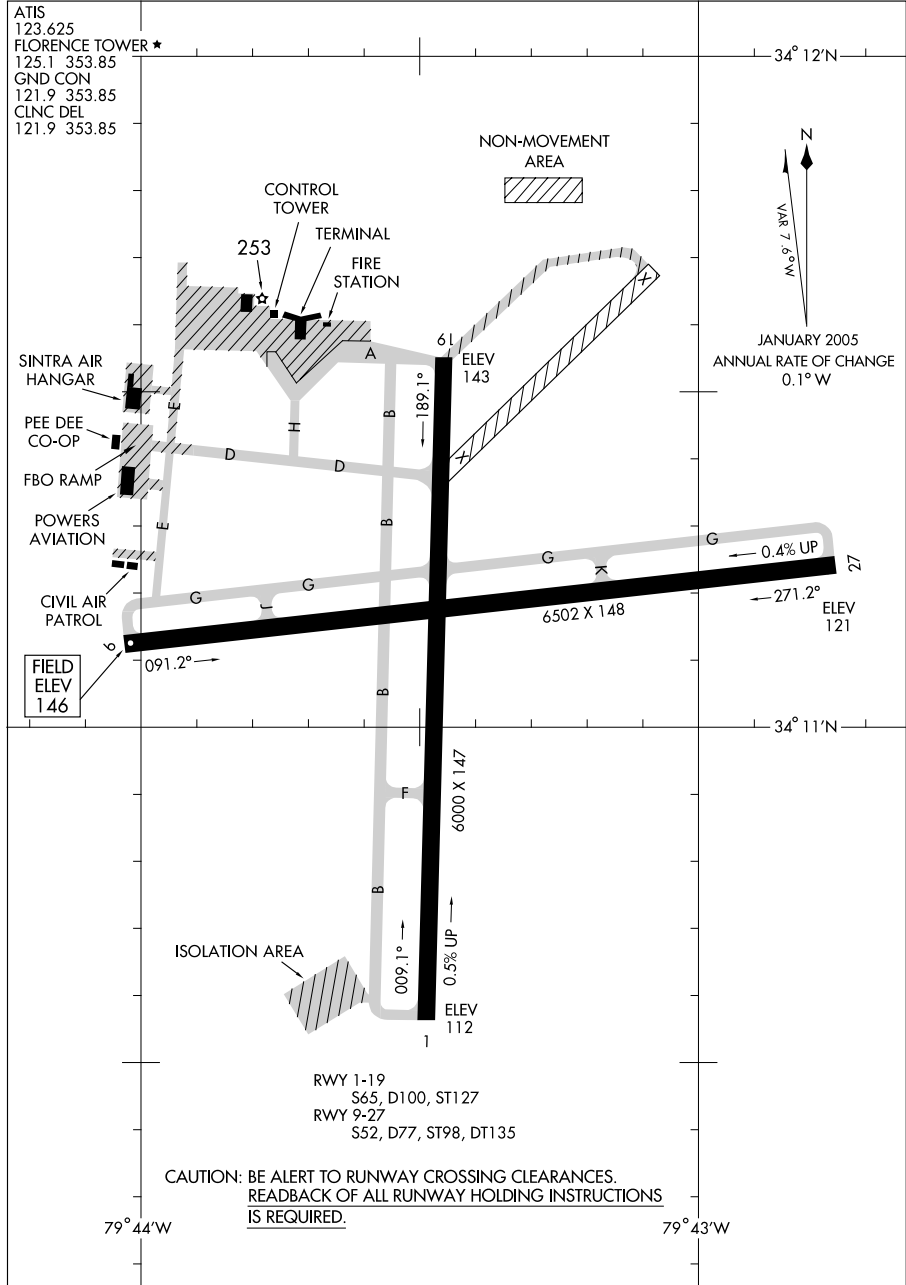 ATIS
123.625
FLORENCE TOWER ★
125.1 353.85
GND CON
121.9 353.85
CLNC DEL
121.9 353.85
34°12'N
NON-MOVEMENT
AREA
N
VAR 7.6°W
JANUARY 2005
ANNUAL RATE OF CHANGE
0.1° W
CONTROL
TOWER
TERMINAL
253
FIRE
STATION
SINTRA AIR
HANGAR
PEE DEE
CO-OP
FBO RAMP
POWERS
AVIATION
CIVIL AIR
PATROL
FIELD
ELEV
146
19
ELEV
143
X
X
A
I
189.1°
B
H
E
D
D
E
B
G
G
G
G
0.4% UP
27
K
J
6502 X 148
271.2°
ELEV
121
9
091.2°
34°11'N
B
F
6000 X 147
B
009.1°
0.5% UP
ISOLATION AREA
ELEV
112
1
RWY 1-19
S65, D100, ST127
RWY 9-27
S52, D77, ST98, DT135
CAUTION: BE ALERT TO RUNWAY CROSSING CLEARANCES.
READBACK OF ALL RUNWAY HOLDING INSTRUCTIONS
IS REQUIRED.
79°44'W
79°43'W